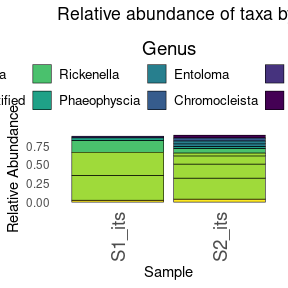 Relative abundance of taxa b
Genus
a Rickenella Entoloma
ified Phaeophyscia Chromocleista
Relative Abundance
0.75
0.50
0.25
0.00
S1_its S2_its
Sample